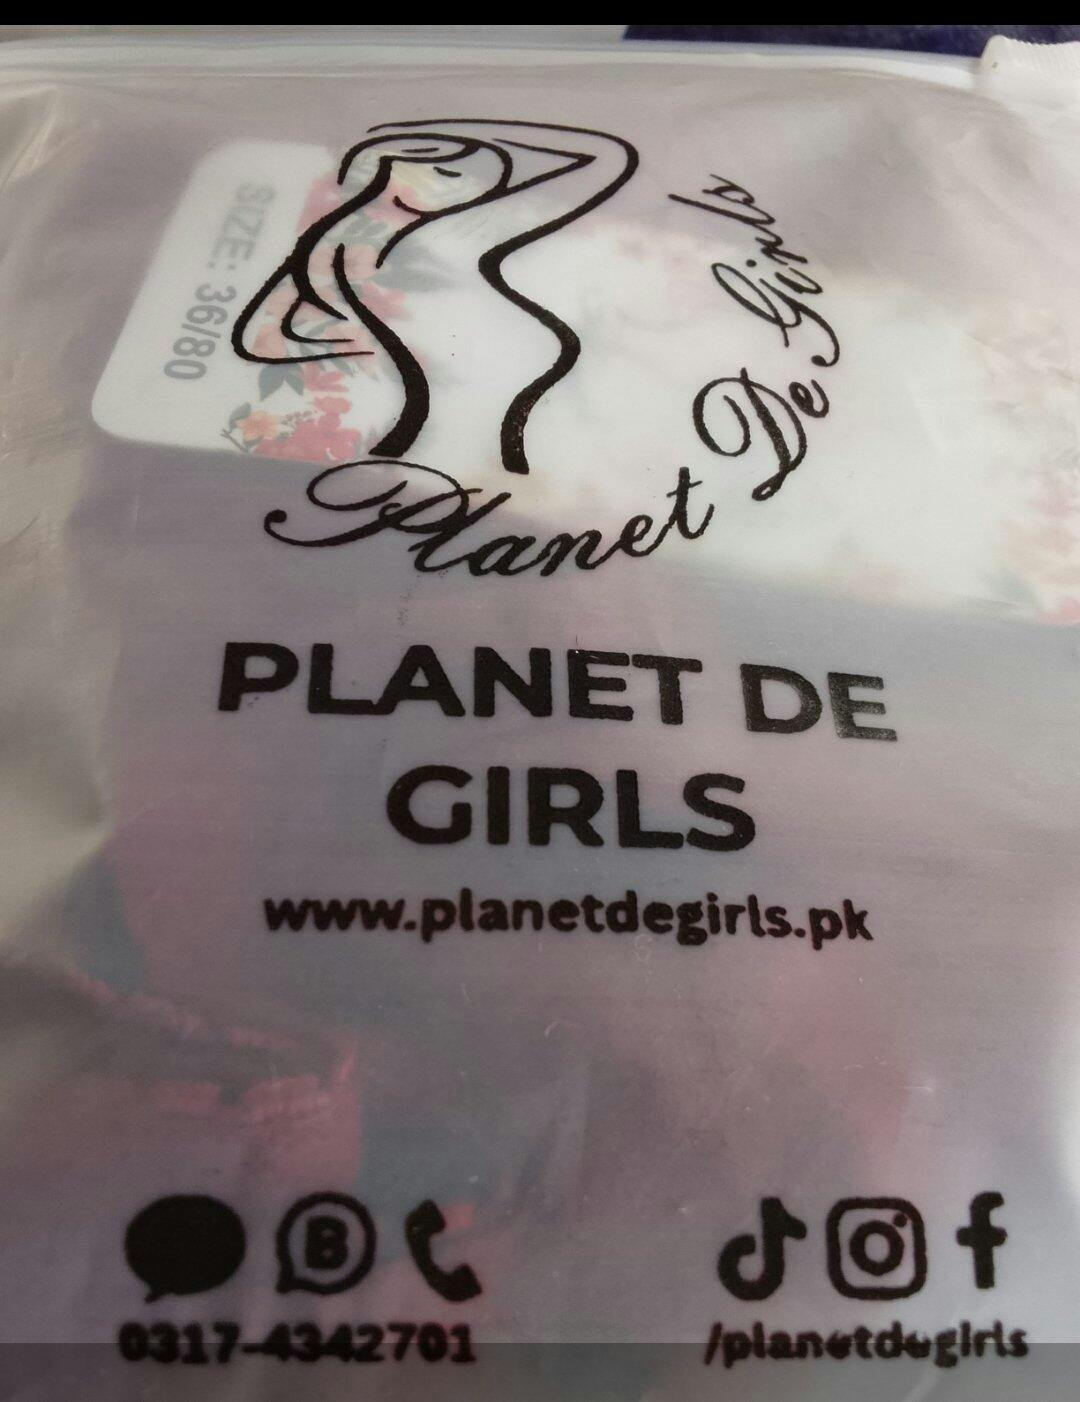 SIZE: 36/80
Planet De Girls
PLANET DE
GIRLS
www.planetdegirls.pk
B
0317-4342701
/planetdegirls